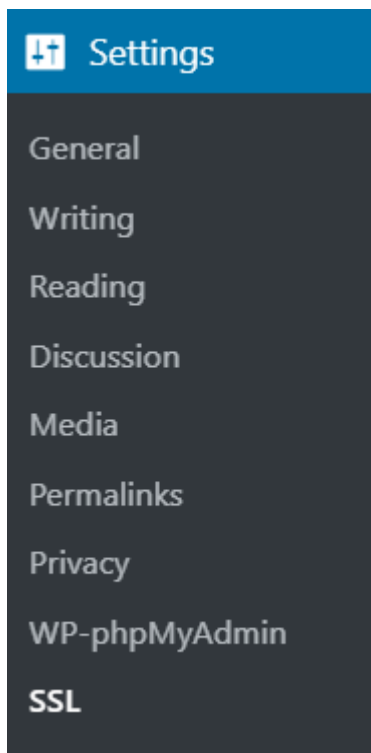 Settings
General
Writing
Reading
Discussion
Media
Permalinks
Privacy
WP-phpMyAdmin
SSL